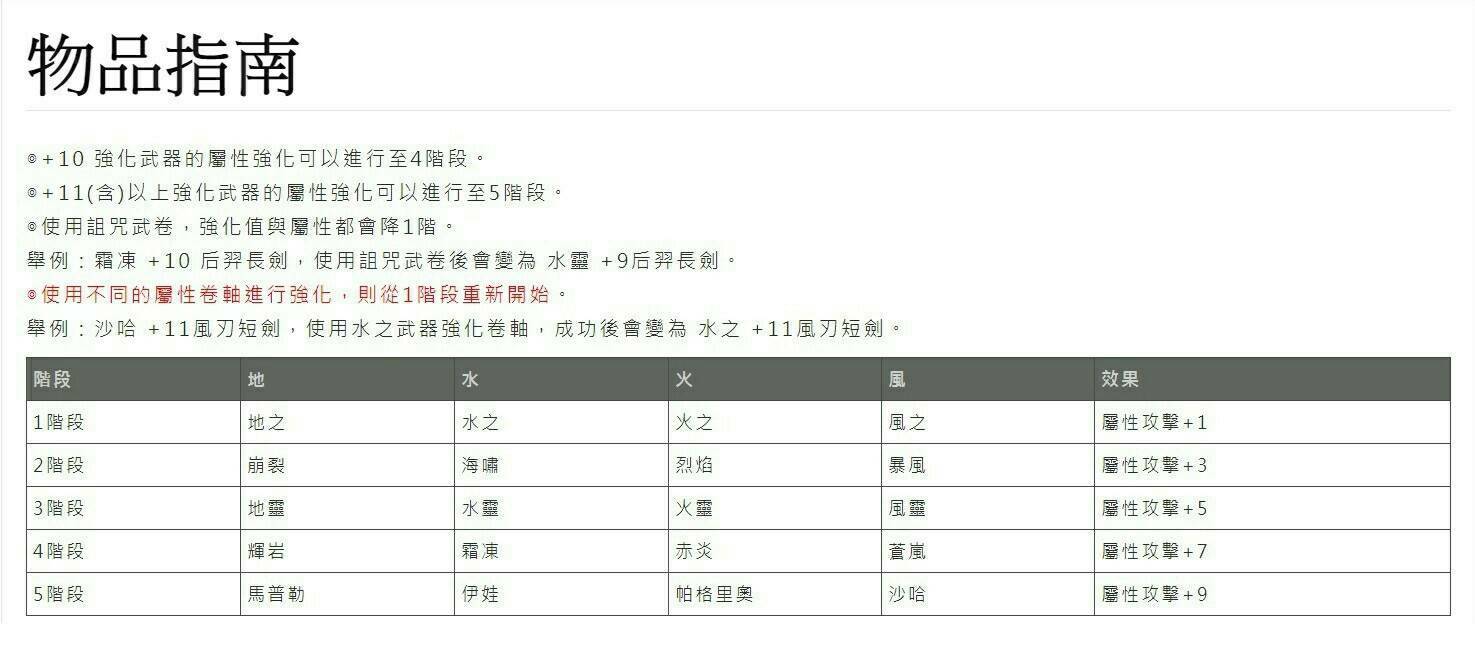 物品指南
◎+10 強化武器的屬性強化可以進行至4階段。
◎+11(含)以上強化武器的屬性強化可以進行至5階段。
◎使用詛咒武卷，強化值與屬性都會降1階。
舉例：霜凍 +10 后羿長劍，使用詛咒武卷後會變為 水靈 +9后羿長劍。
◎使用不同的屬性卷軸進行強化，則從1階段重新開始。
舉例：沙哈 +11風刃短劍，使用水之武器強化卷軸，成功後會變為 水之 +11風刃短劍。
階段 地 水 火 風 效果
1階段 地之 水之 火之 風之 屬性攻擊+1
2階段 崩裂 海嘯 烈焰 暴風 屬性攻擊+3
3階段 地靈 水靈 火靈 風靈 屬性攻擊+5
4階段 輝岩 霜凍 赤炎 蒼嵐 屬性攻擊+7
5階段 馬普勒 伊娃 帕格里奧 沙哈 屬性攻擊+9